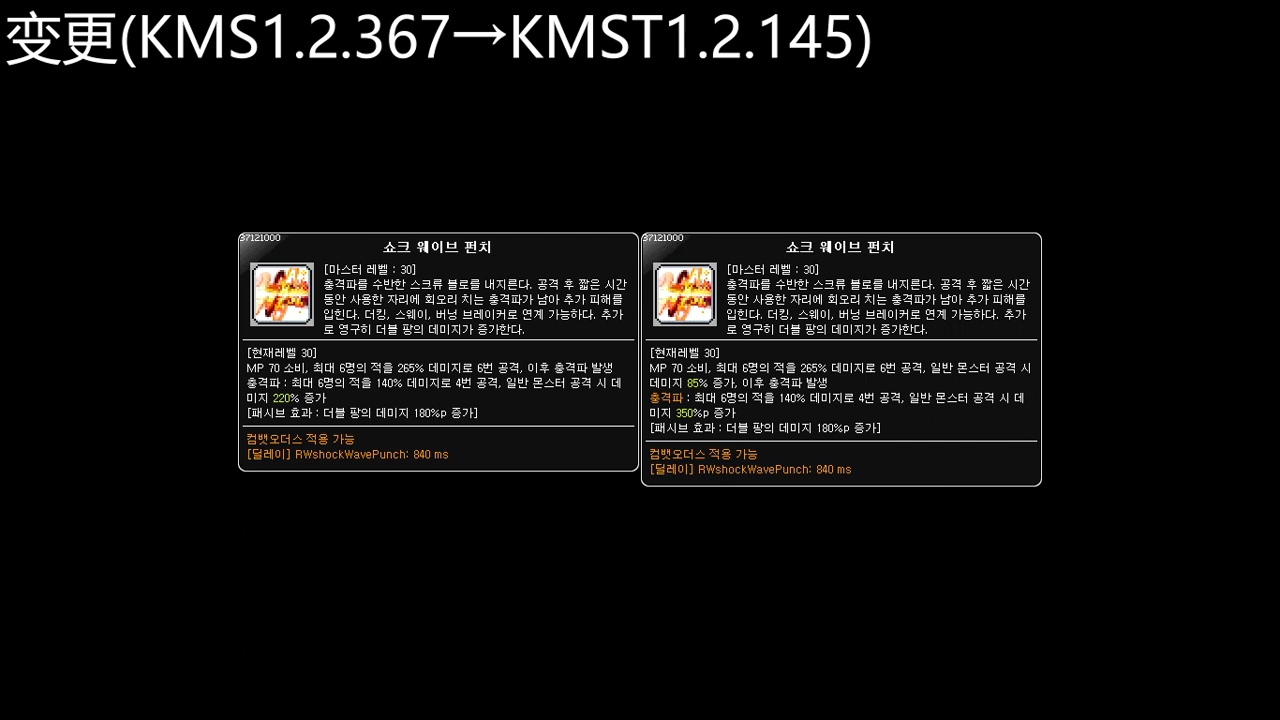 变更(KMS1.2.367→KMST1.2.145)
37121000
쇼크 웨이브 펀치
[마스터 레벨 : 30]
충격파를 수반한 스크류 블로를 내지른다. 공격 후 짧은 시간
동안 사용한 자리에 회오리 치는 충격파가 남아 추가 피해를
입힌다. 더킹, 스웨이, 버닝 브레이커로 연계 가능하다. 추가
로 영구히 더블 팡의 데미지가 증가한다.
[현재레벨 30]
MP 70 소비, 최대 6명의 적을 265% 데미지로 6번 공격, 이후 충격파 발생
충격파 : 최대 6명의 적을 140% 데미지로 4번 공격, 일반 몬스터 공격 시 데
미지 220% 증가
[패시브 효과 : 더블 팡의 데미지 180%p 증가]
컴뱃오더스 적용 가능
[딜레이] RWshockWavePunch: 840 ms
37121000
쇼크 웨이브 펀치
[마스터 레벨 : 30]
충격파를 수반한 스크류 블로를 내지른다. 공격 후 짧은 시간
동안 사용한 자리에 회오리 치는 충격파가 남아 추가 피해를
입힌다. 더킹, 스웨이, 버닝 브레이커로 연계 가능하다. 추가
로 영구히 더블 팡의 데미지가 증가한다.
[현재레벨 30]
MP 70 소비, 최대 6명의 적을 265% 데미지로 6번 공격, 일반 몬스터 공격 시
데미지 85% 증가, 이후 충격파 발생
충격파 : 최대 6명의 적을 140% 데미지로 4번 공격, 일반 몬스터 공격 시 데
미지 350%p 증가
[패시브 효과 : 더블 팡의 데미지 180%p 증가]
컴뱃오더스 적용 가능
[딜레이] RWshockWavePunch: 840 ms